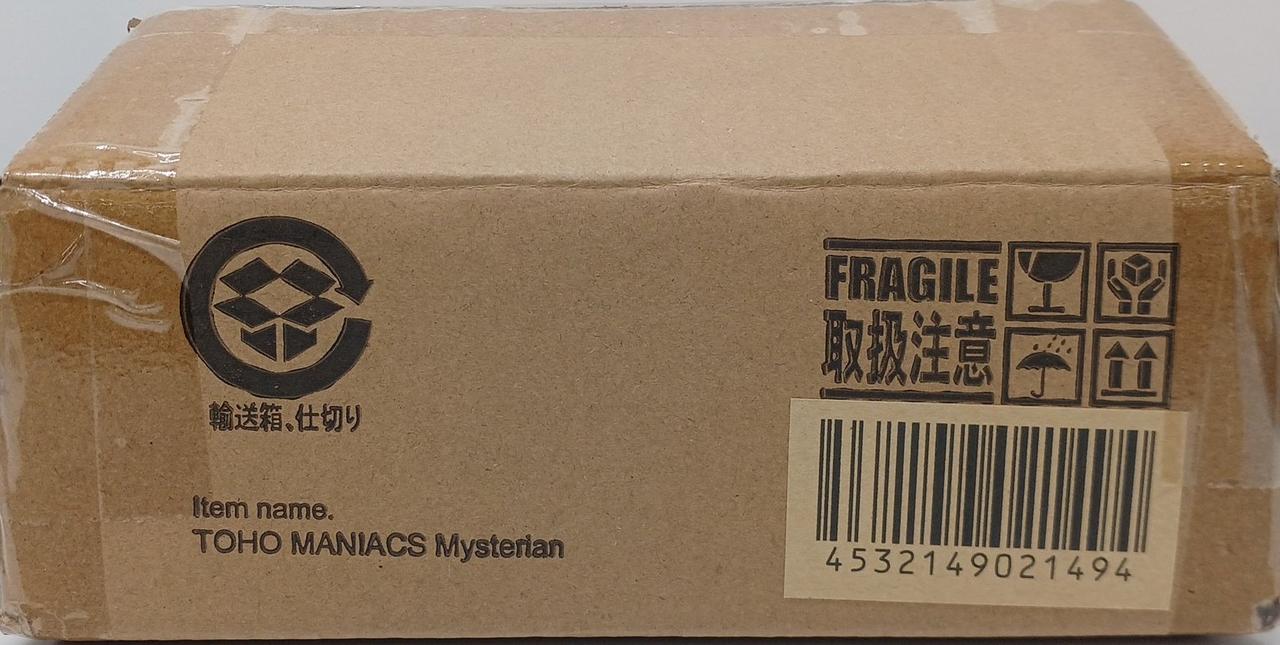 輸送箱、仕切り
Item name.
TOHO MANIACS Mysterian
FRAGILE
取扱注意
4532149021494